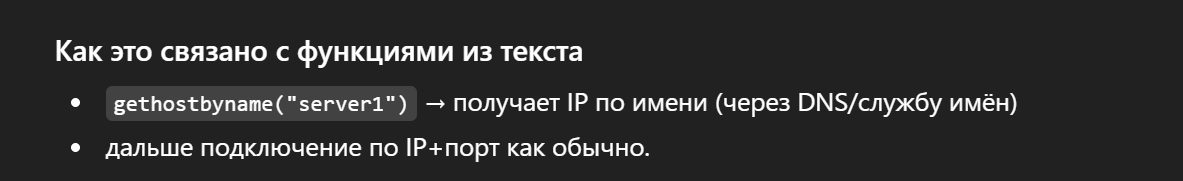 Как это связано с функциями из текста
• gethostbyname("server1") → получает IP по имени (через DNS/службу имён)
• дальше подключение по IP+порт как обычно.